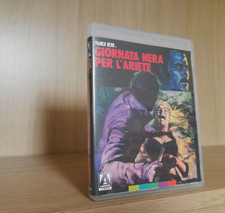 FRANCO NERO
GIORNATA NERA
PER L'ARIETE